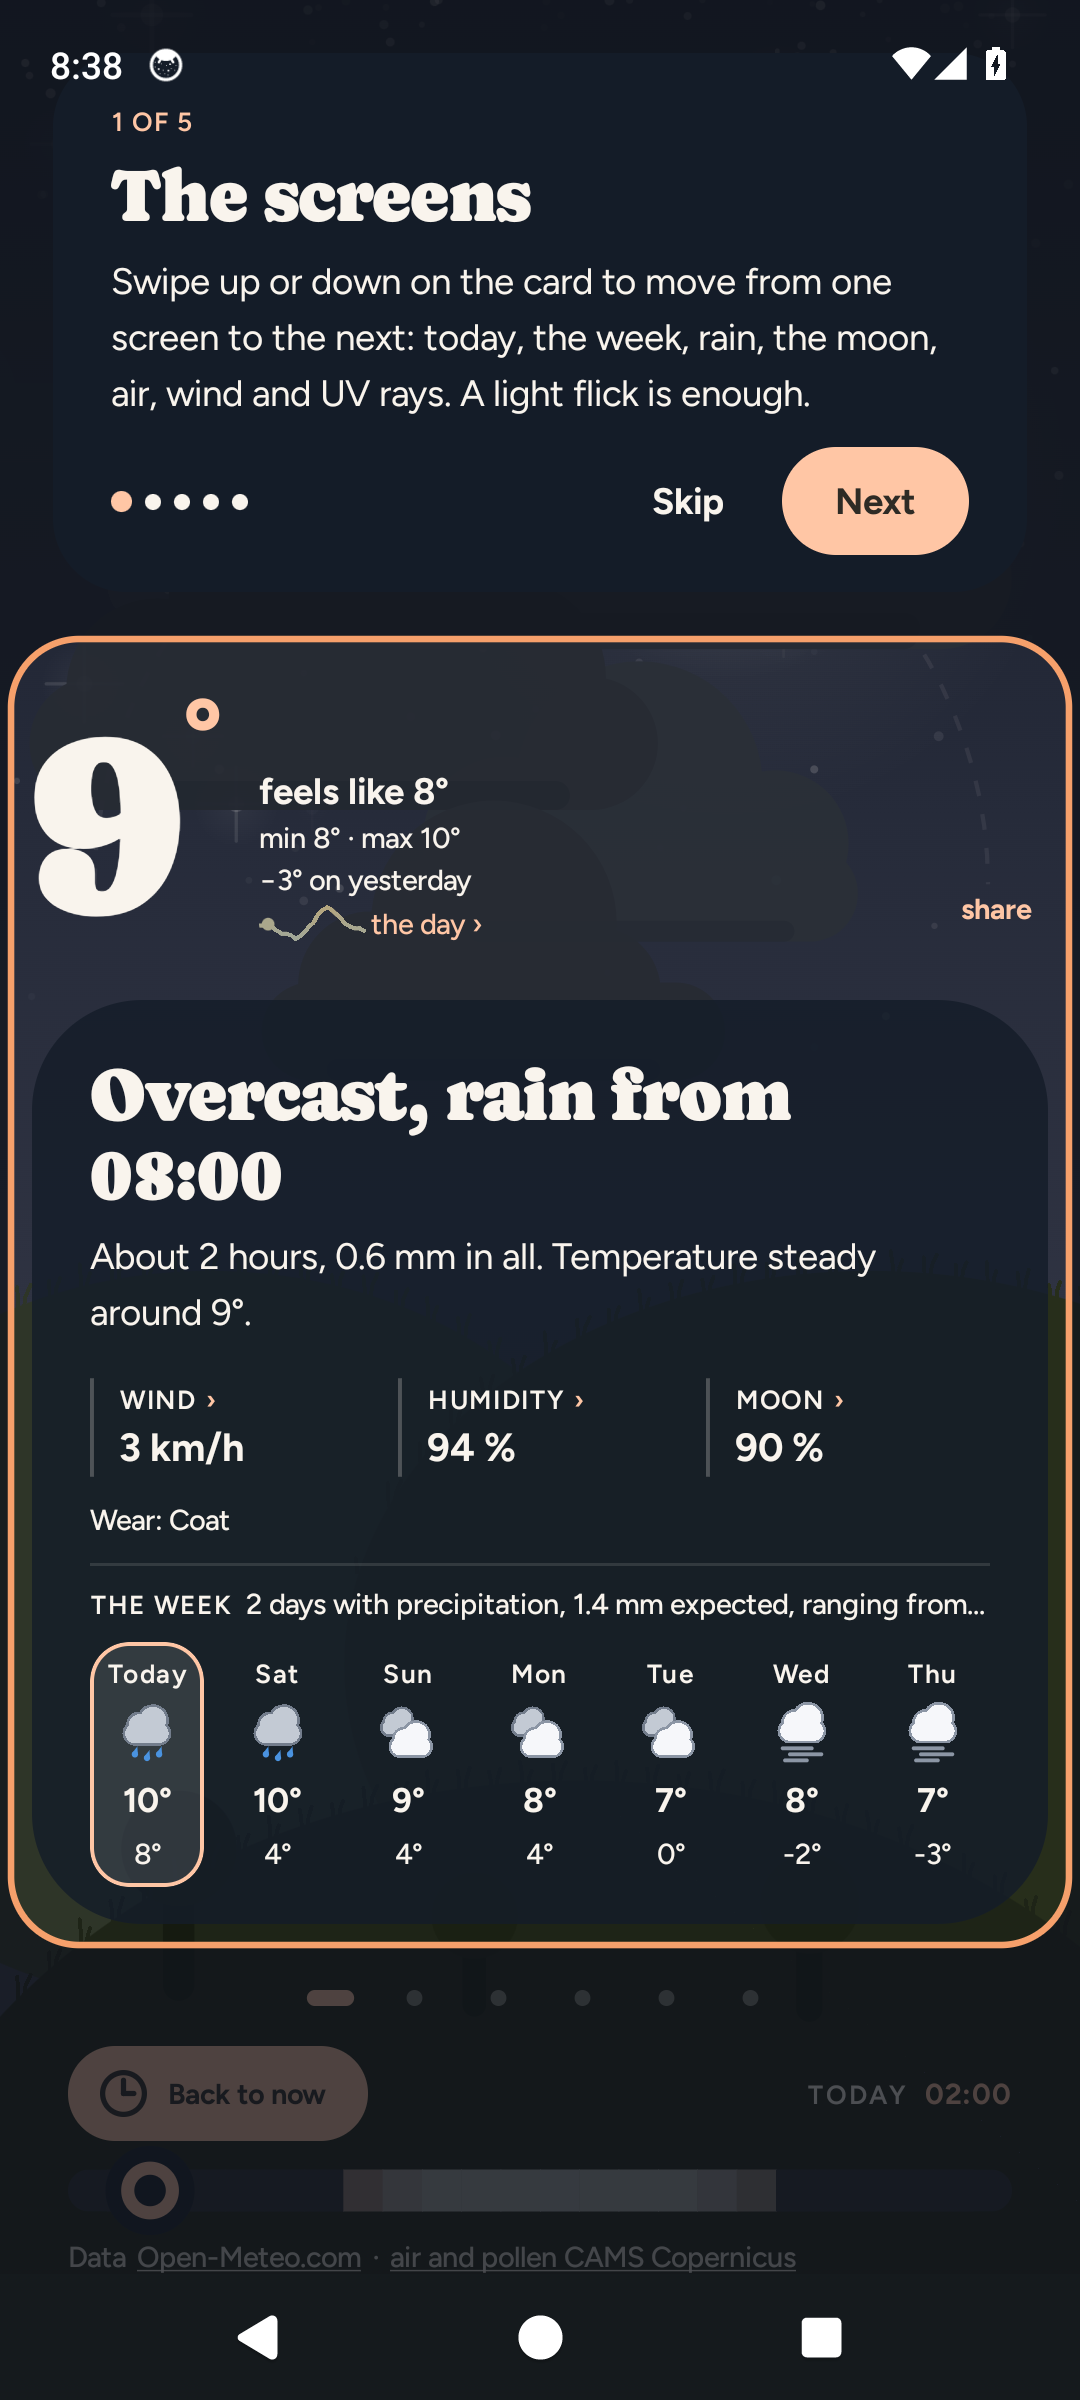 8:38
1 OF 5
The screens
Swipe up or down on the card to move from one
screen to the next: today, the week, rain, the moon,
air, wind and UV rays. A light flick is enough.
Skip
Next
9°
feels like 8°
min 8° · max 10°
−3° on yesterday
the day ›
share
Overcast, rain from
08:00
About 2 hours, 0.6 mm in all. Temperature steady
around 9°.
WIND › HUMIDITY › MOON ›
3 km/h 94 % 90 %
Wear: Coat
THE WEEK 2 days with precipitation, 1.4 mm expected, ranging from...
Today Sat Sun Mon Tue Wed Thu
10° 10° 9° 8° 7° 8° 7°
8° 4° 4° 4° 0° -2° -3°
Back to now
TODAY 02:00
Data Open-Meteo.com · air and pollen CAMS Copernicus